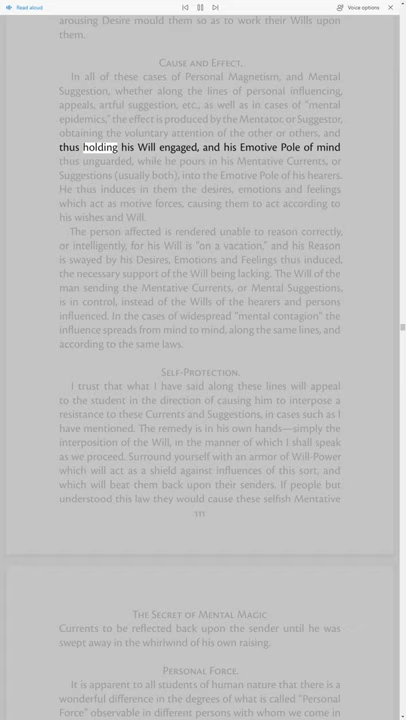 Read aloud
Voice options
arousing Desire mould them so as to work their Wills upon
them.
Cause and Effect.
In all of these cases of Personal Magnetism, and Mental
Suggestion, whether along the lines of personal influencing,
appeals, artful suggestion, etc., as well as in cases of "mental
epidemics," the effect is produced by the Mentator, or Suggestor,
obtaining the voluntary attention of the other or others, and
thus holding his Will engaged, and his Emotive Pole of mind
thus unguarded, while he pours in his Mentative Currents, or
Suggestions (usually both), into the Emotive Pole of his hearers.
He thus induces in them the desires, emotions and feelings
which act as motive forces, causing them to act according to
his wishes and Will.
The person affected is rendered unable to reason correctly,
or intelligently, for his Will is "on a vacation," and his Reason
is swayed by his Desires, Emotions and Feelings thus induced,
the necessary support of the Will being lacking. The Will of the
man sending the Mentative Currents, or Mental Suggestions,
is in control, instead of the Wills of the hearers and persons
influenced. In the cases of widespread "mental contagion" the
influence spreads from mind to mind, along the same lines, and
according to the same laws.
Self-Protection.
I trust that what I have said along these lines will appeal
to the student in the direction of causing him to interpose a
resistance to these Currents and Suggestions, in cases such as I
have mentioned. The remedy is in his own hands—simply the
interposition of the Will, in the manner of which I shall speak
as we proceed. Surround yourself with an armor of Will-Power
which will act as a shield against influences of this sort, and
which will beat them back upon their senders. If people but
understood this law they would cause these selfish Mentative
111
The Secret of Mental Magic
Currents to be reflected back upon the sender until he was
swept away in the whirlwind of his own raising.
Personal Force.
It is apparent to all students of human nature that there is a
wonderful difference in the degrees of what is called "Personal
Force" observable in different persons with whom we come in